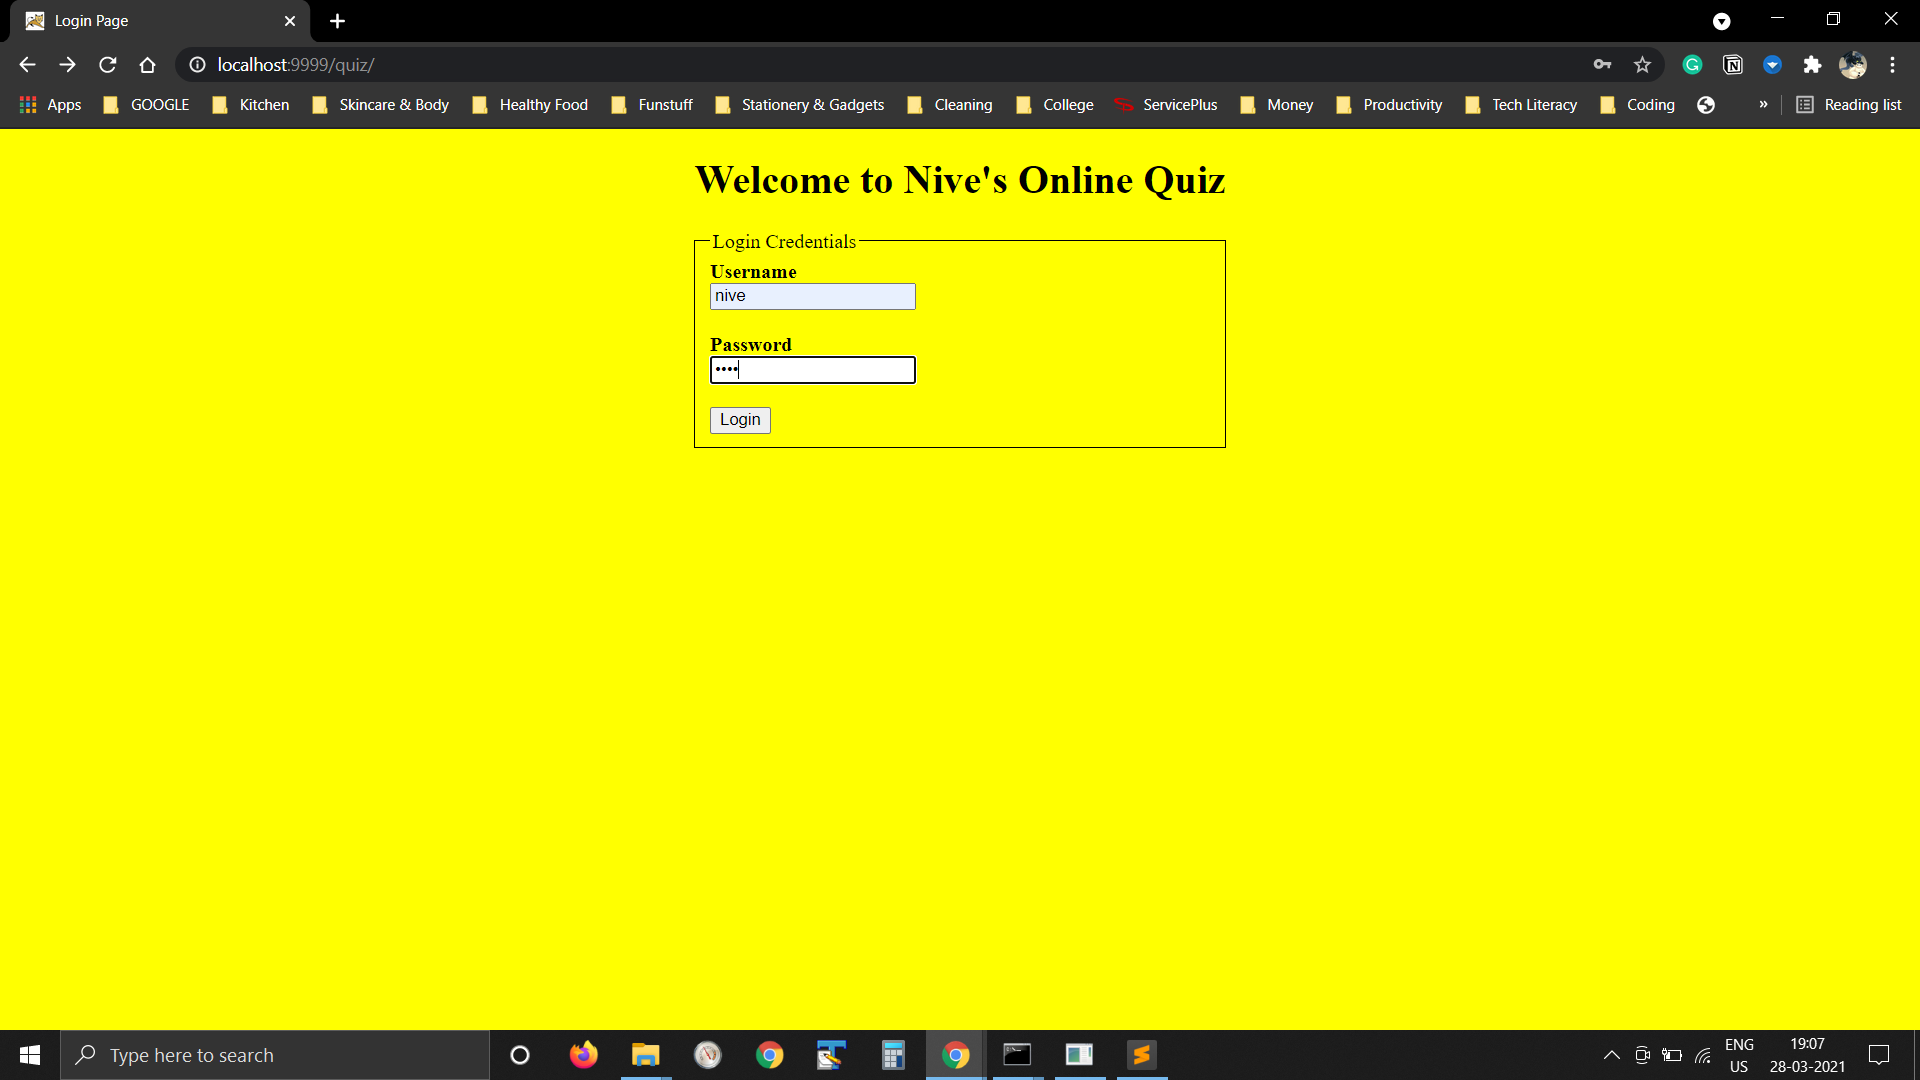 Login Page
localhost:9999/quiz/
Apps GOOGLE Kitchen Skincare & Body Healthy Food Funstuff Stationery & Gadgets Cleaning College ServicePlus Money Productivity Tech Literacy Coding » Reading list
Welcome to Nive's Online Quiz
Login Credentials
Username
nive
Password
••••
Login
Type here to search
ENG
US
19:07
28-03-2021